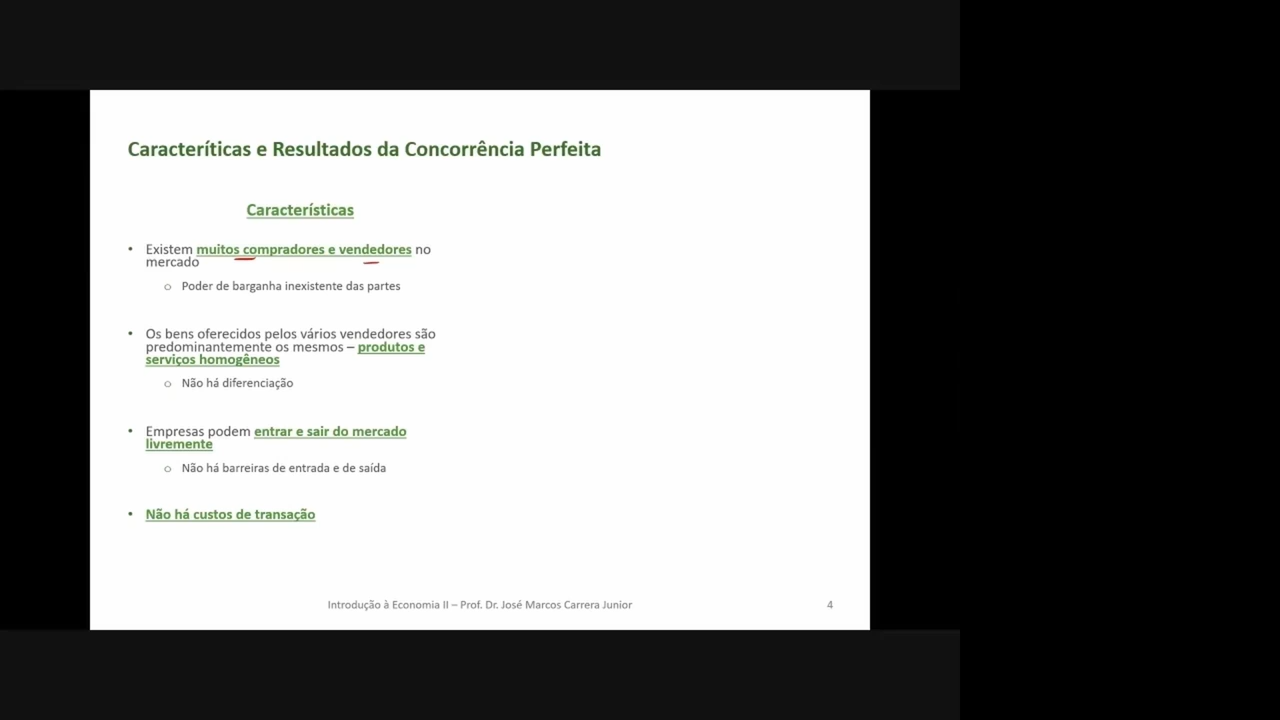 Caracteríticas e Resultados da Concorrência Perfeita
Características
• Existem muitos compradores e vendedores no
mercado
o Poder de barganha inexistente das partes
• Os bens oferecidos pelos vários vendedores são
predominantemente os mesmos – produtos e
serviços homogêneos
o Não há diferenciação
• Empresas podem entrar e sair do mercado
livremente
o Não há barreiras de entrada e de saída
• Não há custos de transação
Introdução à Economia II – Prof. Dr. José Marcos Carrera Junior
4